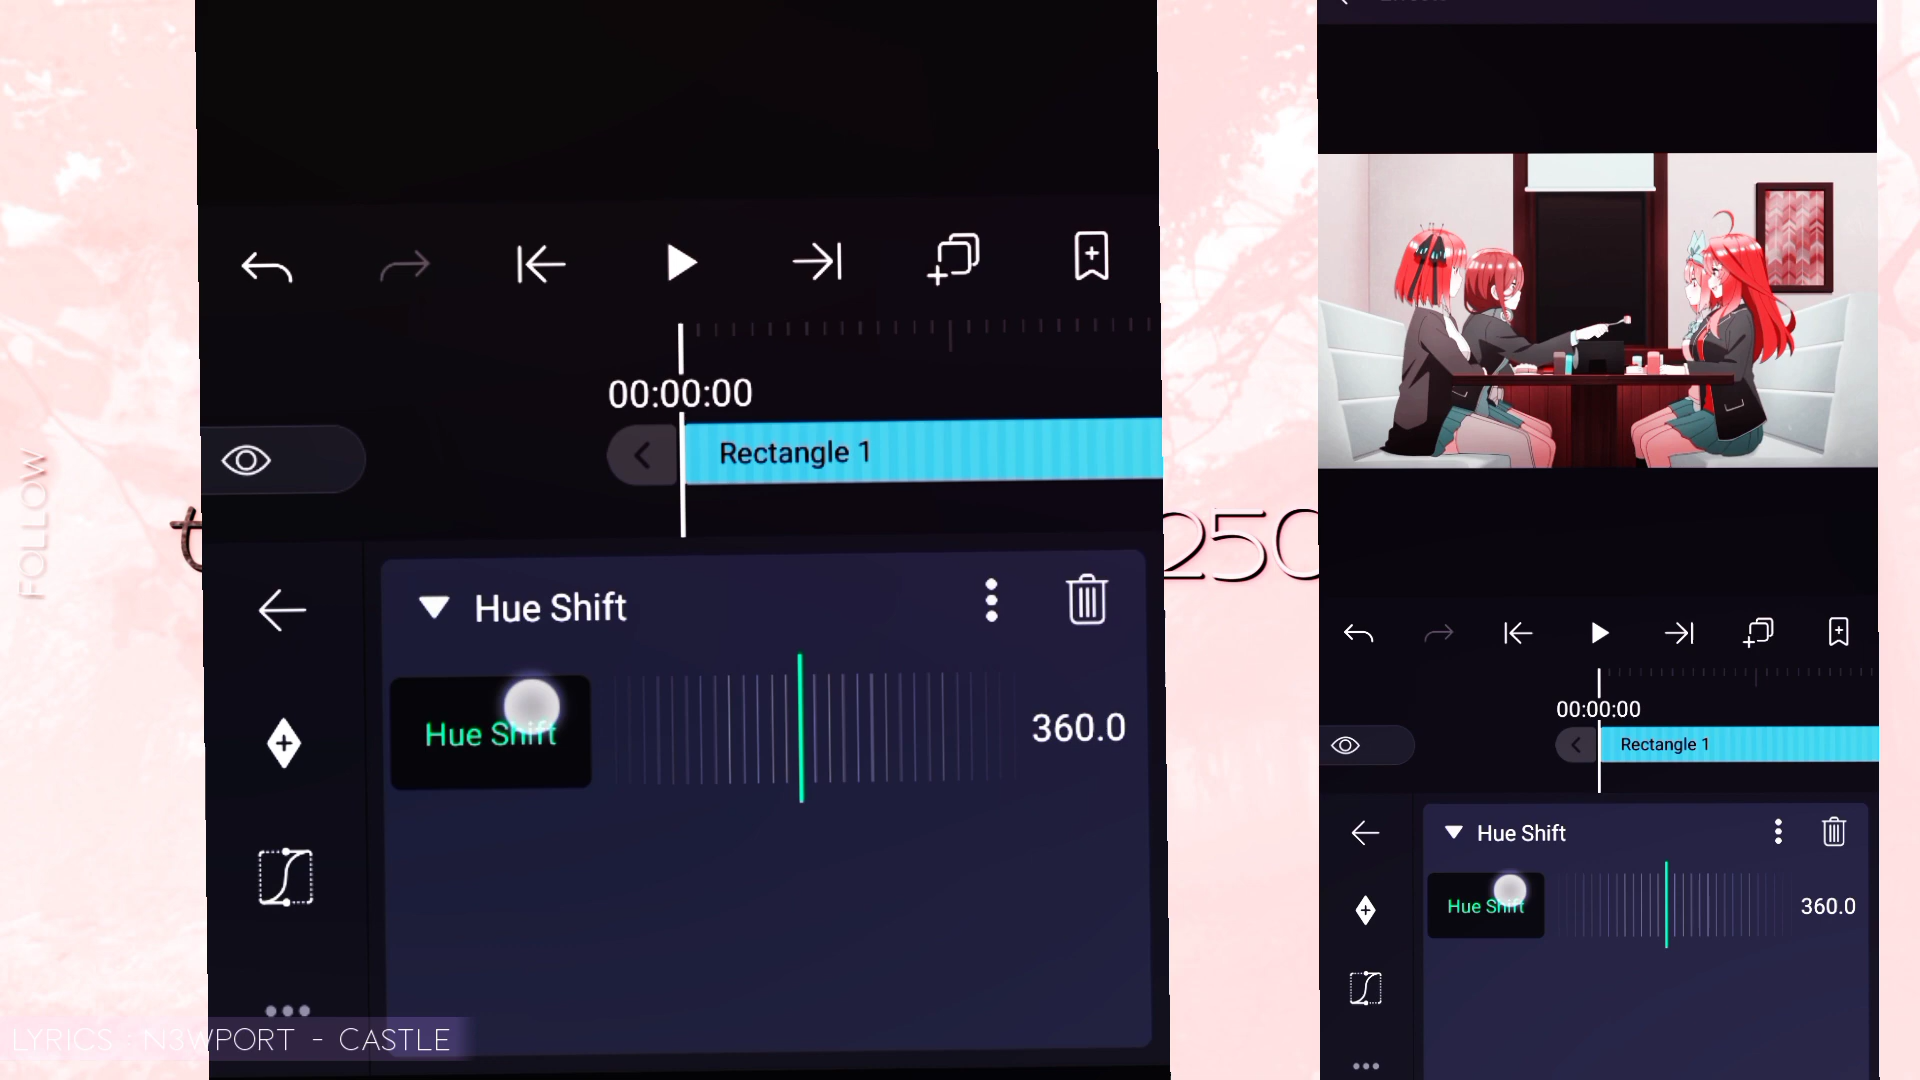 00:00:00
Rectangle 1
Hue Shift
Hue Shift
360.0
FOLLOW
250
LYRICS : N3WPORT - CASTLE
00:00:00
Rectangle 1
Hue Shift
Hue Shift
360.0